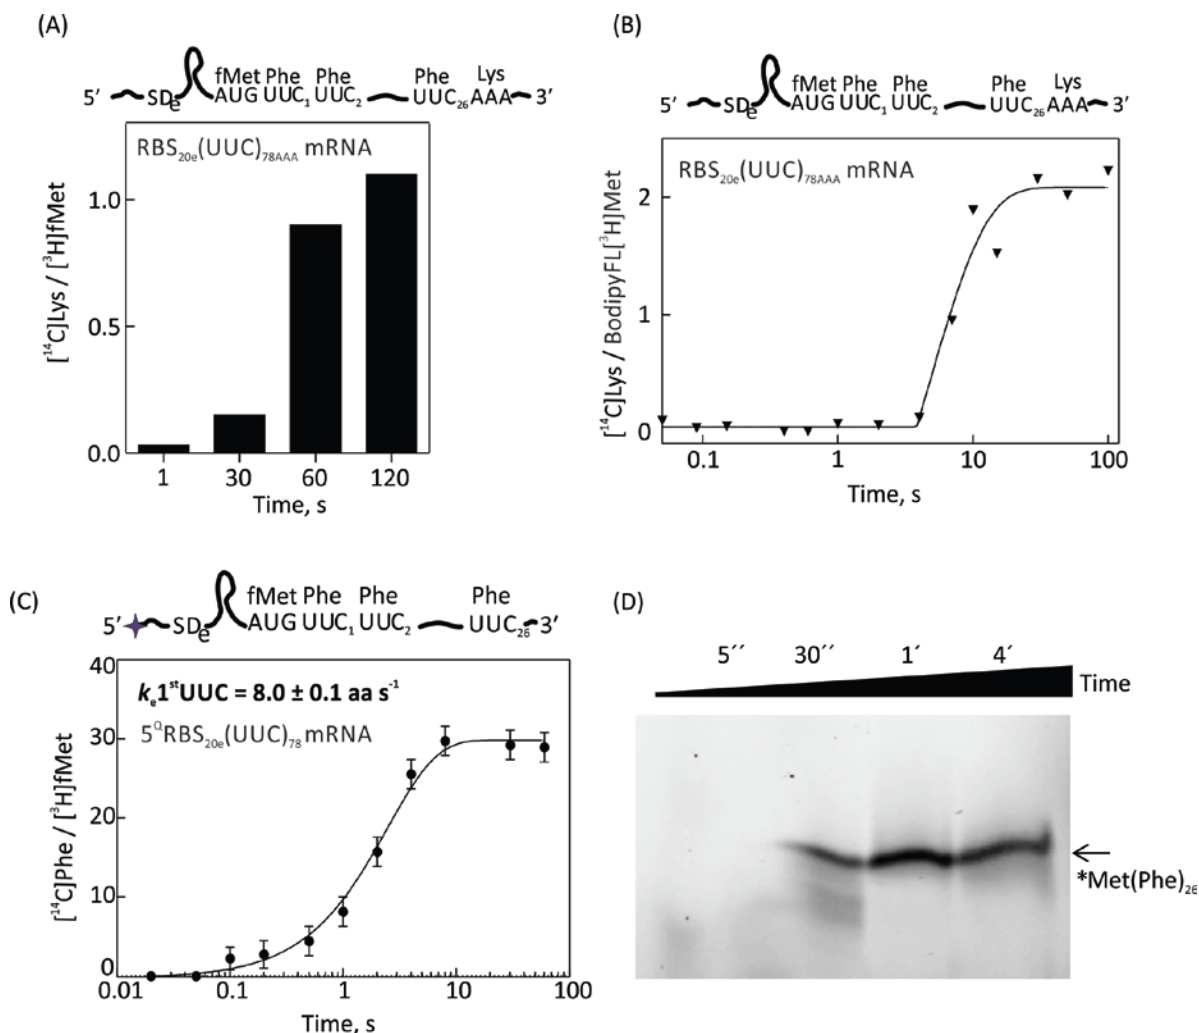 (A)
fMet Phe Phe Phe Lys
5′ SDe AUG UUC1 UUC2 UUC26 AAA 3′
RBS20e(UUC)78AAA mRNA
[14C]Lys / [3H]fMet
1.0
0.5
0.0
1 30 60 120
Time, s
(B)
fMet Phe Phe Phe Lys
5′ SDe AUG UUC1 UUC2 UUC26 AAA 3′
RBS20e(UUC)78AAA mRNA
[14C]Lys / BodipyFL[3H]Met
2
1
0
0.1 1 10 100
Time, s
(C)
fMet Phe Phe Phe
5′ SDe AUG UUC1 UUC2 UUC26 3′
ke1stUUC = 8.0 ± 0.1 aa s-1
5QRBS20e(UUC)78 mRNA
[14C]Phe / [3H]fMet
40
30
20
10
0
0.01 0.1 1 10 100
Time, s
(D)
5′′ 30′′ 1′ 4′
Time
*Met(Phe)26